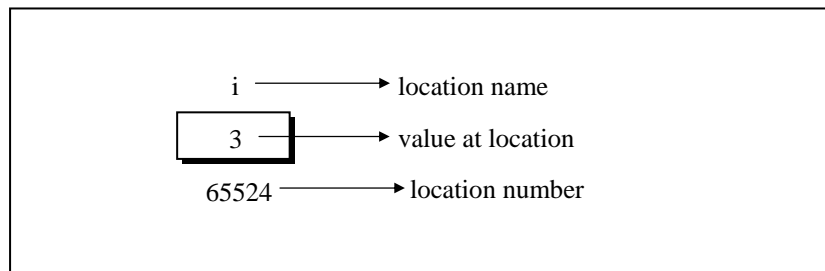 i location name
3 value at location
65524 location number